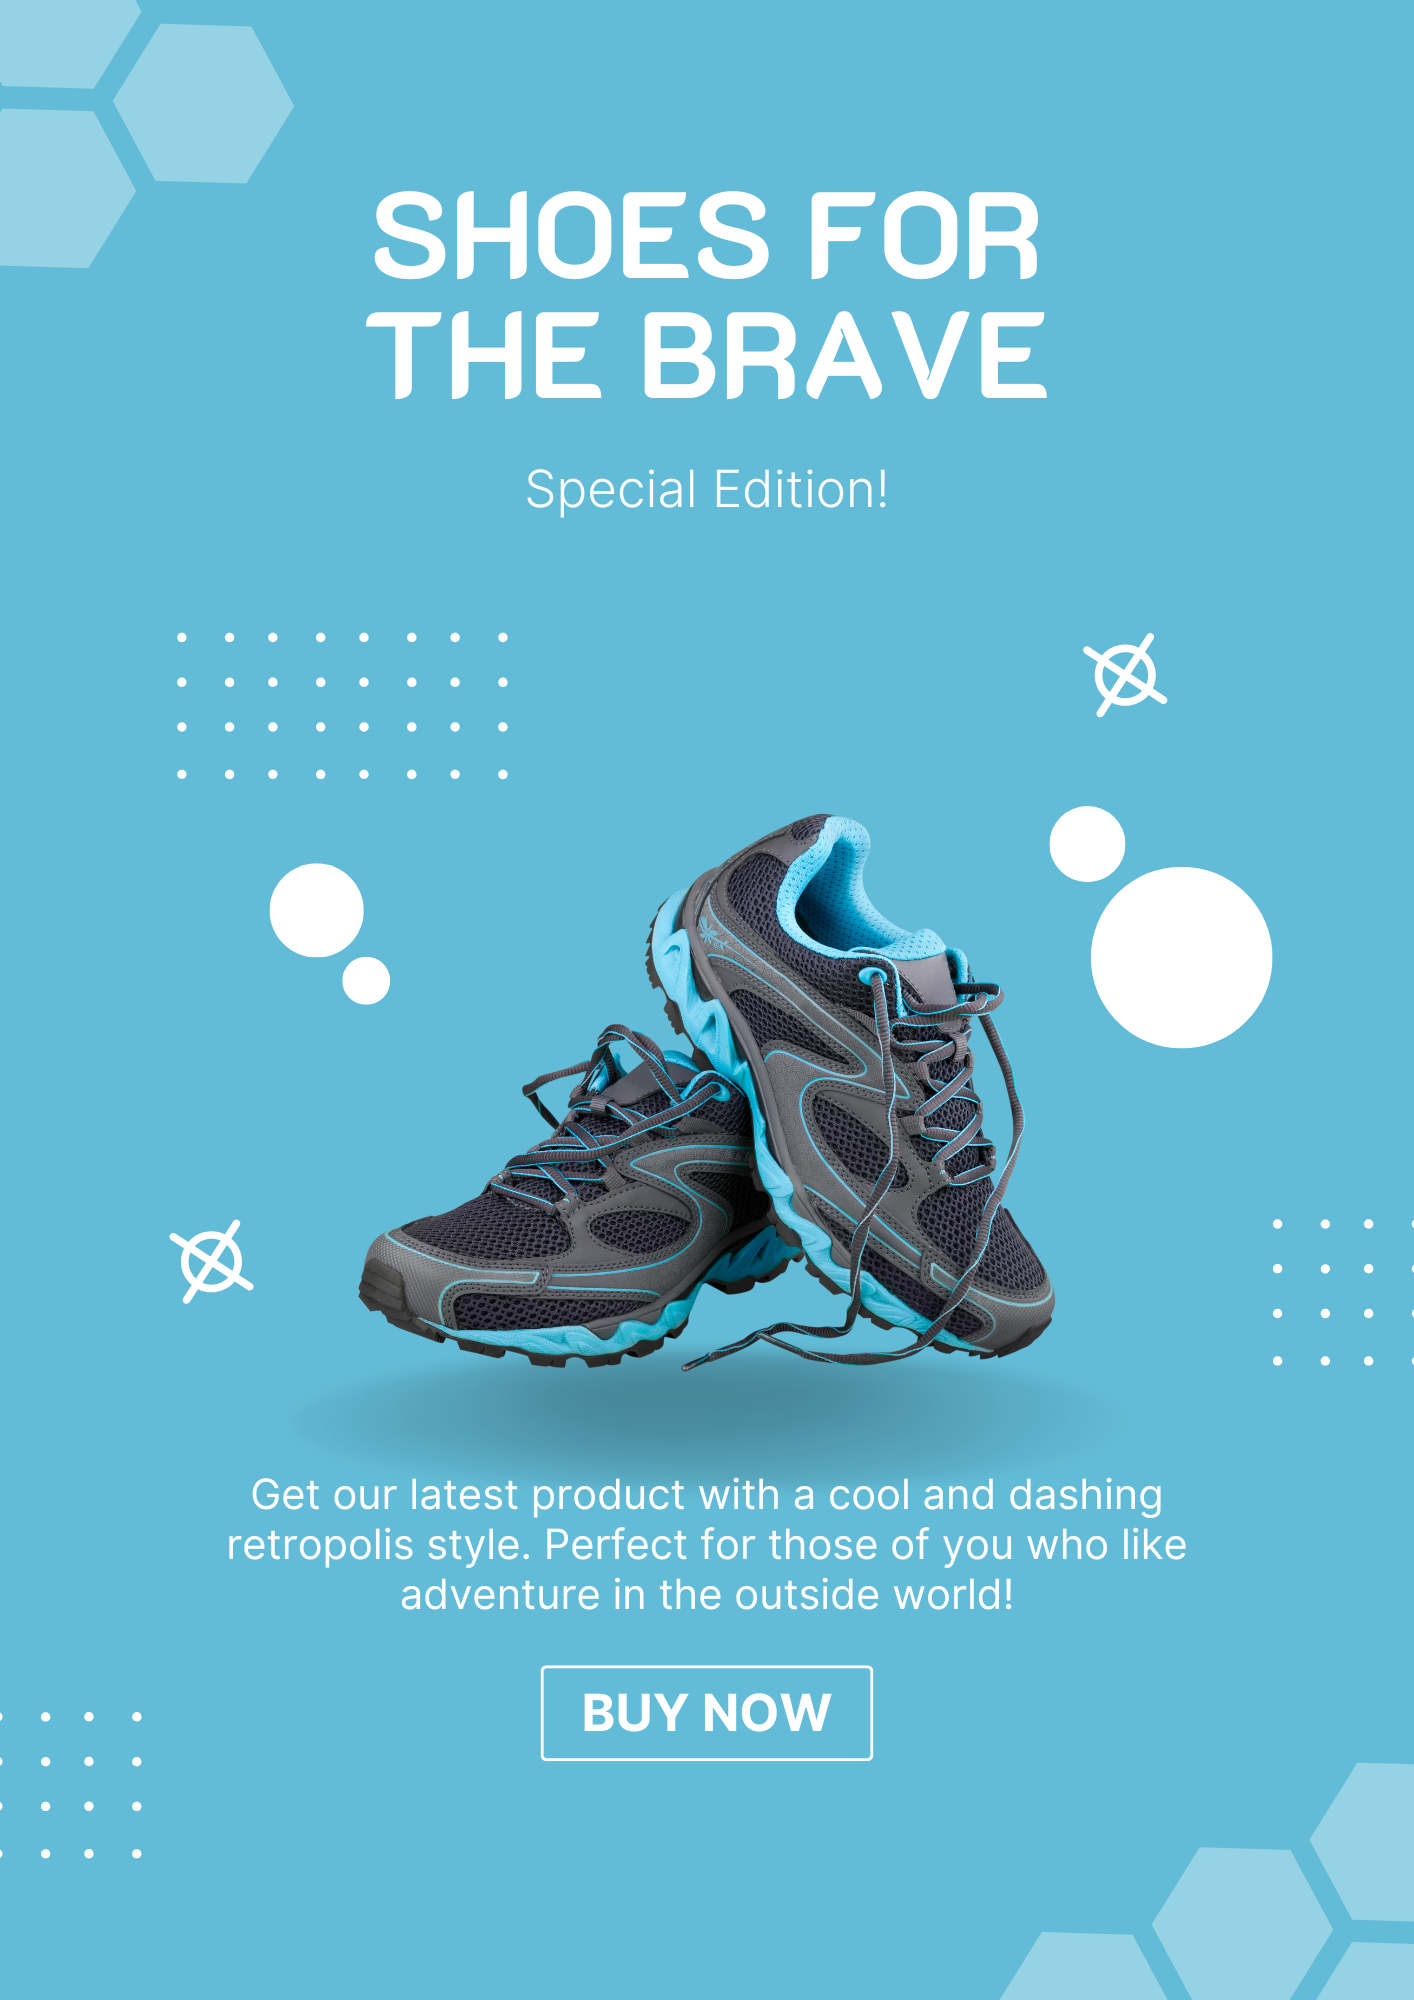 SHOES FOR
THE BRAVE
Special Edition!
Get our latest product with a cool and dashing
retropolis style. Perfect for those of you who like
adventure in the outside world!
BUY NOW